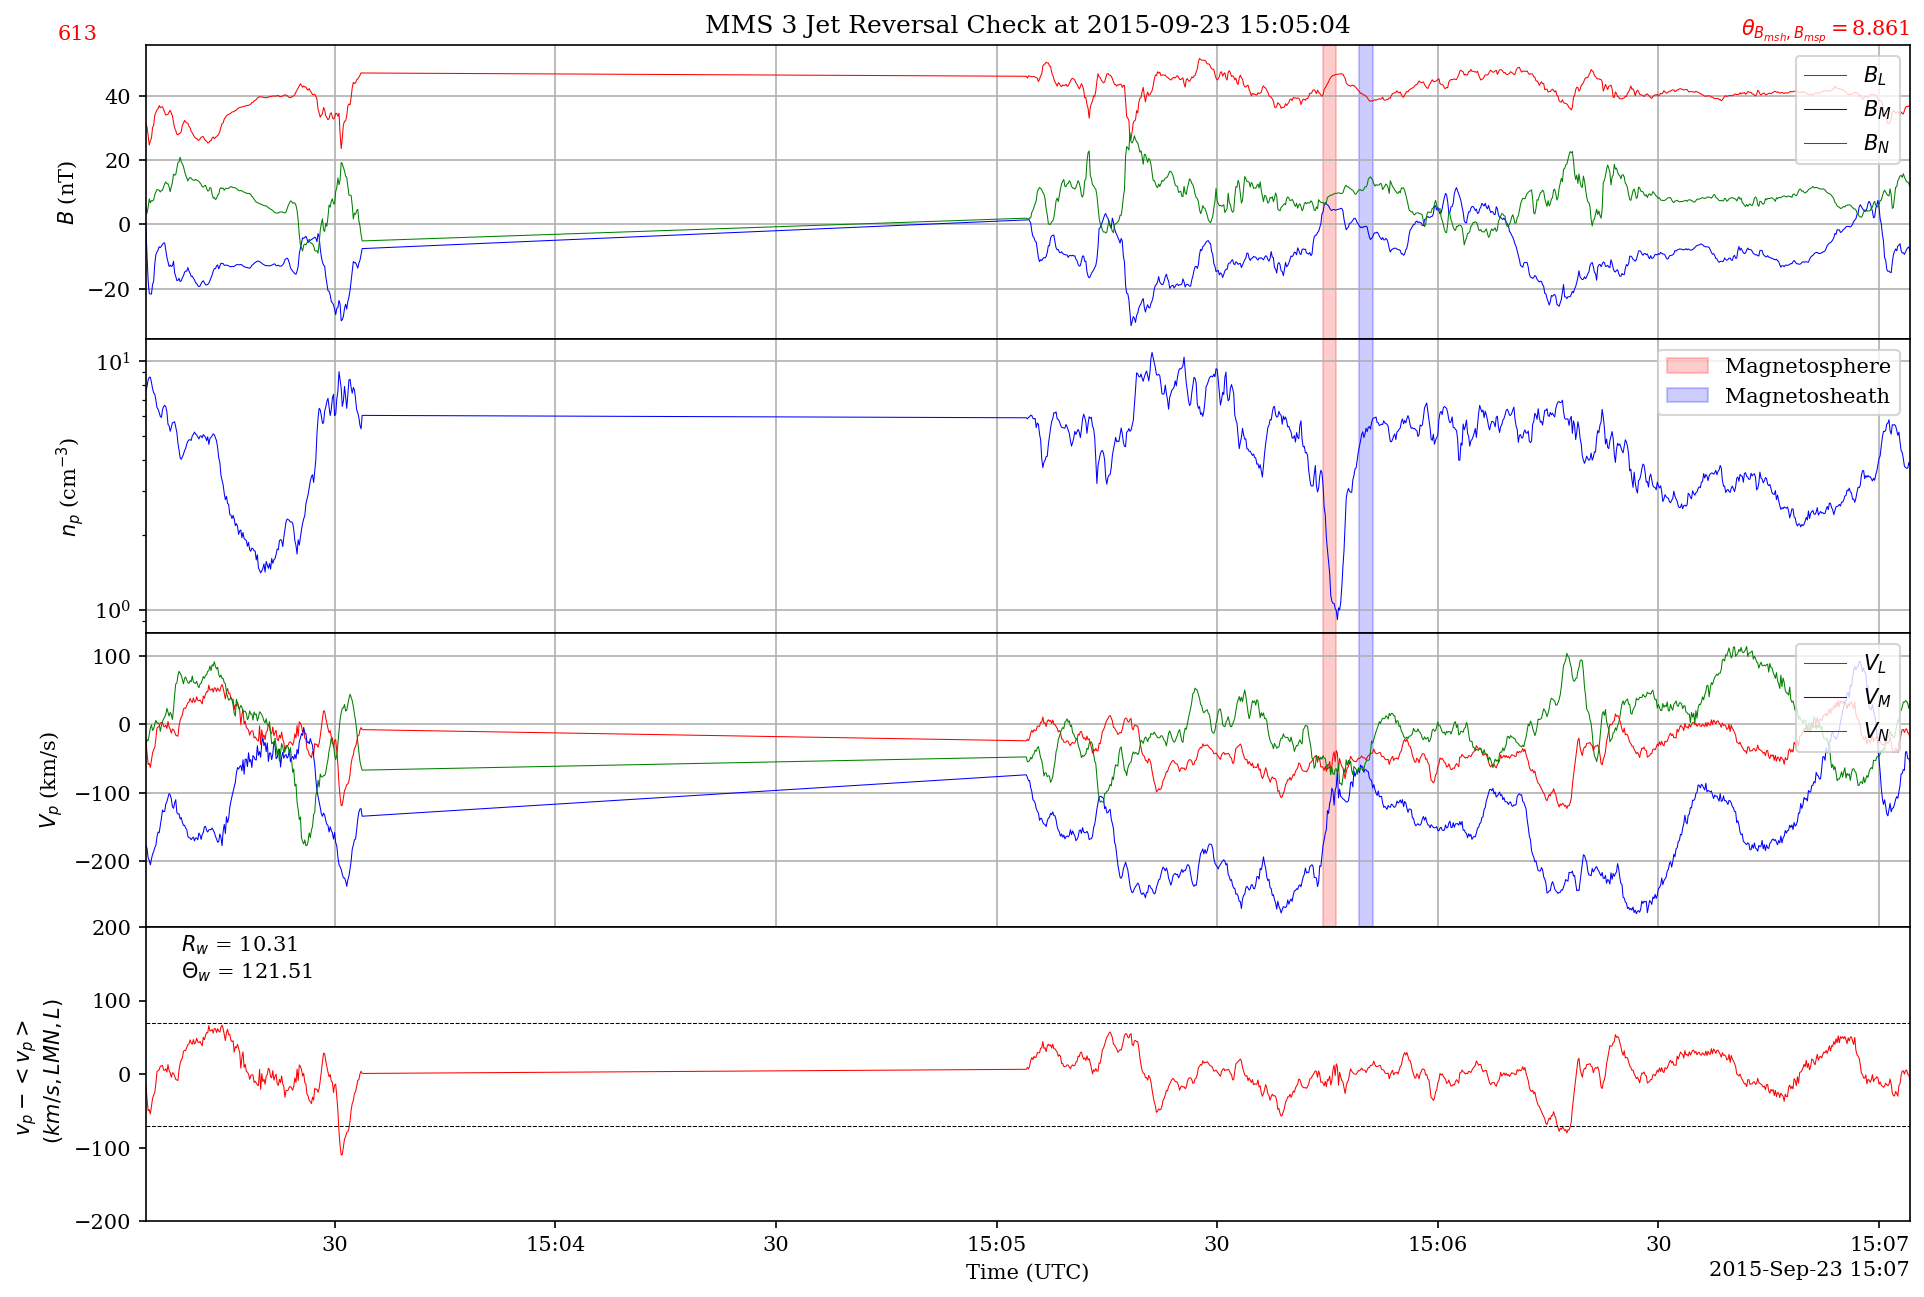 613
MMS 3 Jet Reversal Check at 2015-09-23 15:05:04
θ_{B_{msh}, B_{msp}} = 8.861
B (nT)
40
20
0
−20
B_L
B_M
B_N
n_p (cm^{−3})
10^1
10^0
Magnetosphere
Magnetosheath
V_p (km/s)
100
0
−100
−200
V_L
V_M
V_N
v_p − < v_p >
(km/s, LMN, L)
200
100
0
−100
−200
R_w = 10.31
Θ_w = 121.51
30
15:04
30
15:05
30
15:06
30
15:07
Time (UTC)
2015-Sep-23 15:07